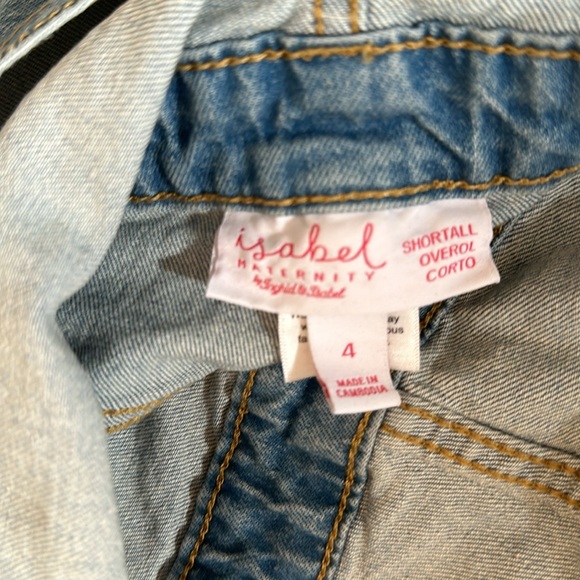 isabel
MATERNITY
by Ingrid & Isabel
SHORTALL
OVEROL
CORTO
4
MADE IN
CAMBODIA